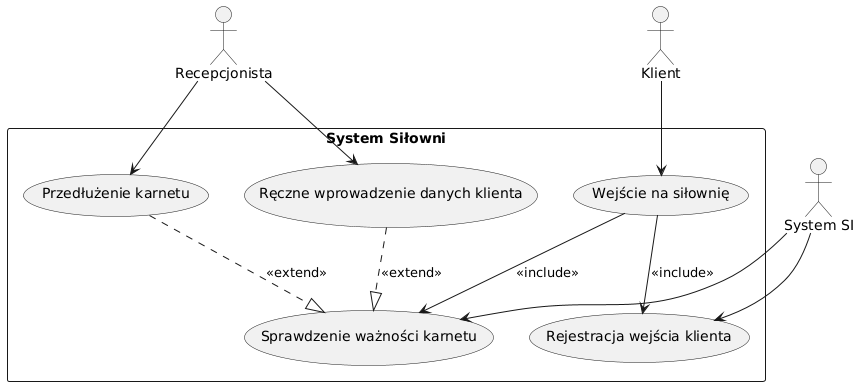 Recepcjonista
Klient
System Siłowni
Przedłużenie karnetu
Ręczne wprowadzenie danych klienta
Wejście na siłownię
System SI
«extend»
«extend»
«include»
«include»
Sprawdzenie ważności karnetu
Rejestracja wejścia klienta